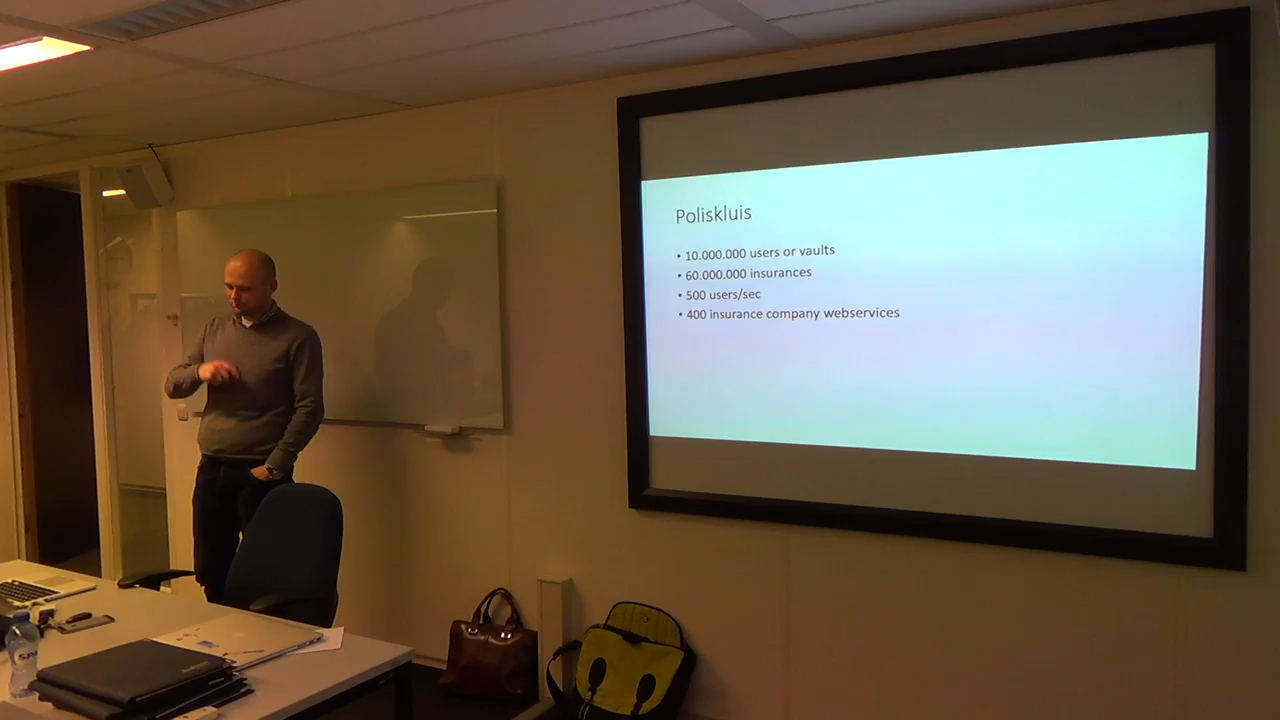 Poliskluis
• 10.000.000 users or vaults
• 60.000.000 insurances
• 500 users/sec
• 400 insurance company webservices